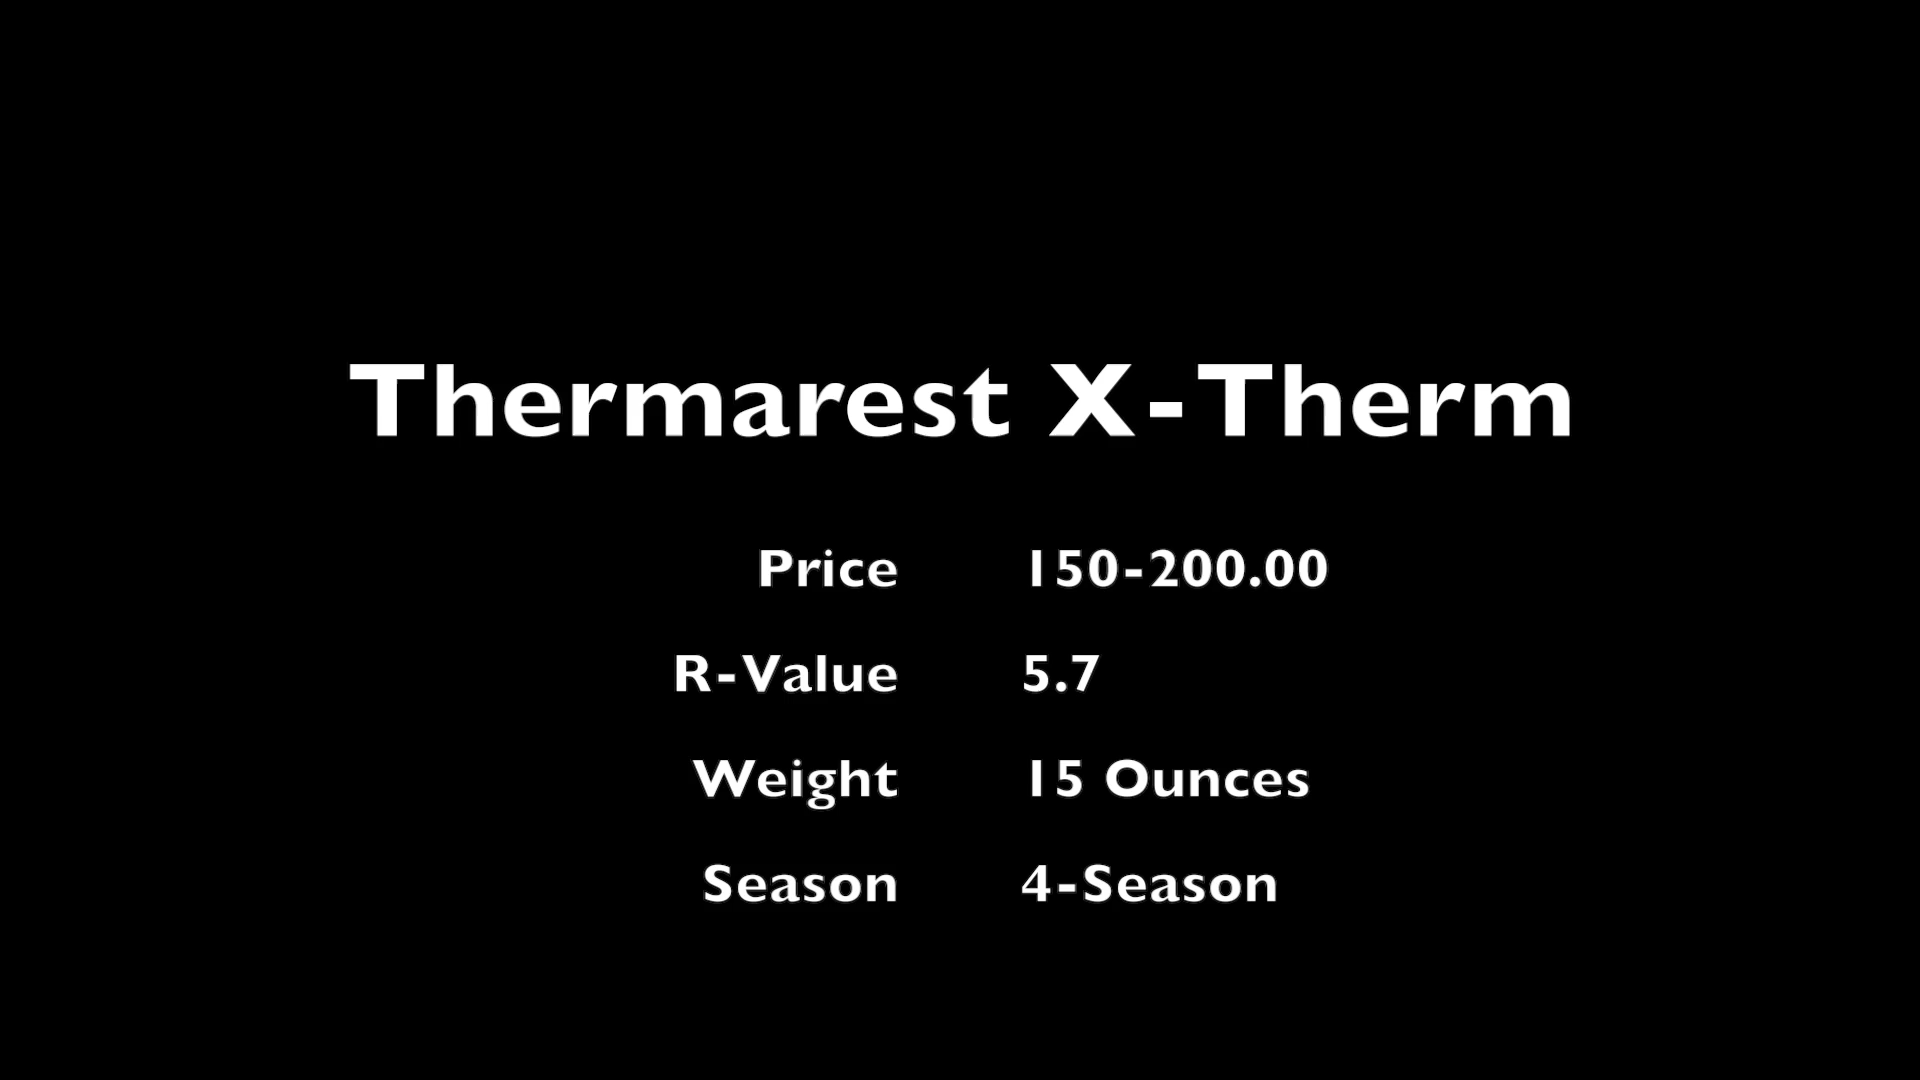 Thermarest X-Therm
Price 150-200.00
R-Value 5.7
Weight 15 Ounces
Season 4-Season